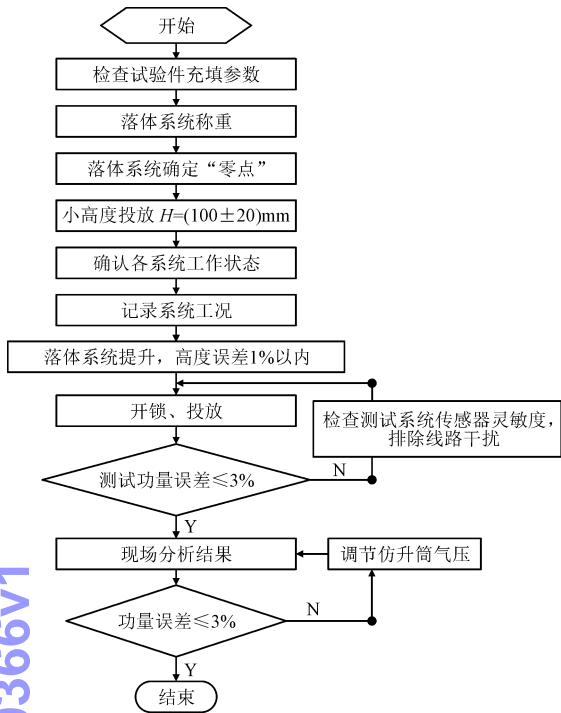 开始
检查试验件充填参数
落体系统称重
落体系统确定“零点”
小高度投放 H=(100±20)mm
确认各系统工作状态
记录系统工况
落体系统提升，高度误差1%以内
开锁、投放
检查测试系统传感器灵敏度，
排除线路干扰
测试功量误差≤3%
N
Y
现场分析结果
调节仿升筒气压
功量误差≤3%
N
Y
结束
0366v1